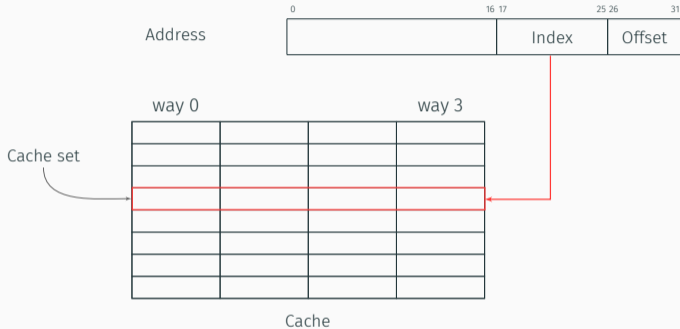 0 16 17 25 26 31
Address Index Offset
way 0 way 3
Cache set
Cache